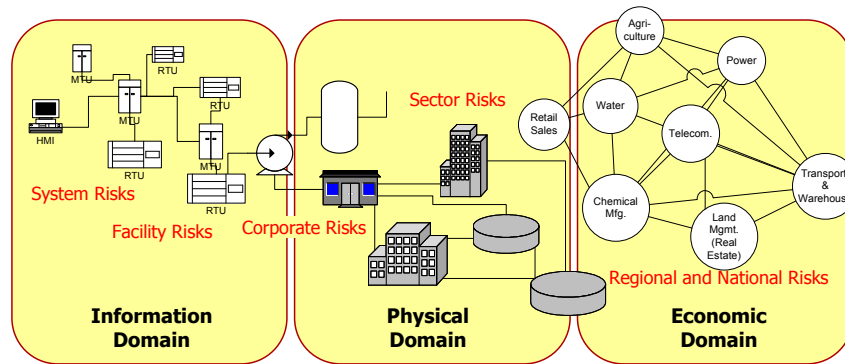 MTU
RTU
RTU
MTU
HMI
RTU
MTU
RTU
System Risks
Facility Risks
Information
Domain
Sector Risks
Corporate Risks
Physical
Domain
Agri-
culture
Power
Retail
Sales
Water
Telecom.
Transport
&
Warehous
Chemical
Mfg.
Land
Mgmt.
(Real
Estate)
Regional and National Risks
Economic
Domain